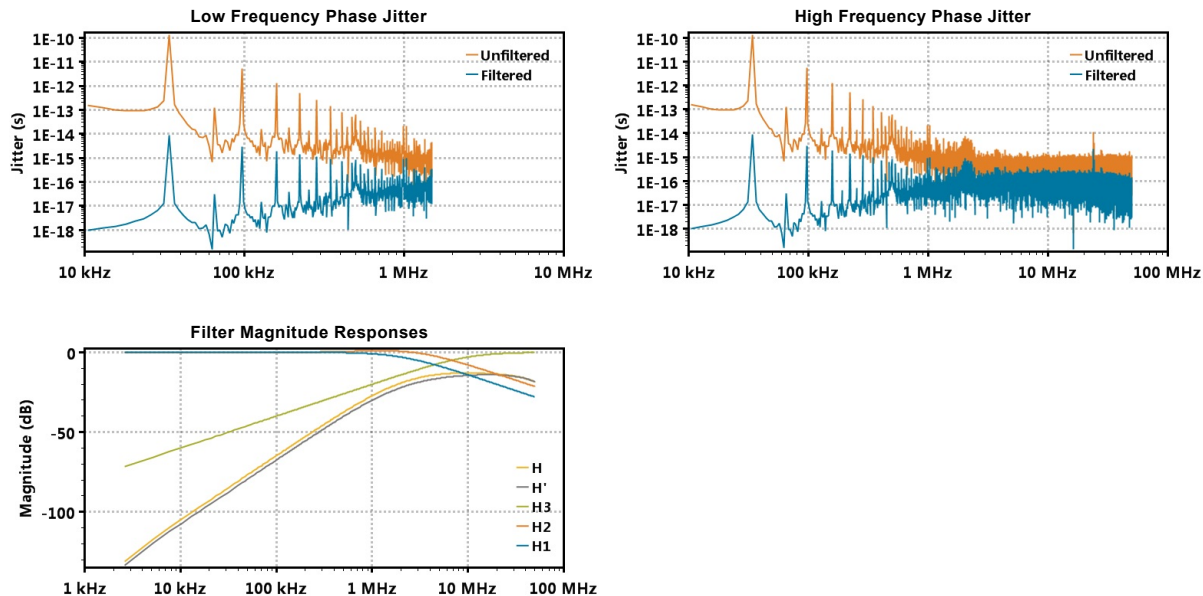 Low Frequency Phase Jitter
Jitter (s)
1E-10
1E-11
1E-12
1E-13
1E-14
1E-15
1E-16
1E-17
1E-18
Unfiltered
Filtered
10 kHz 100 kHz 1 MHz 10 MHz
High Frequency Phase Jitter
Jitter (s)
1E-10
1E-11
1E-12
1E-13
1E-14
1E-15
1E-16
1E-17
1E-18
Unfiltered
Filtered
10 kHz 100 kHz 1 MHz 10 MHz 100 MHz
Filter Magnitude Responses
Magnitude (dB)
0
-50
-100
H
H'
H3
H2
H1
1 kHz 10 kHz 100 kHz 1 MHz 10 MHz 100 MHz